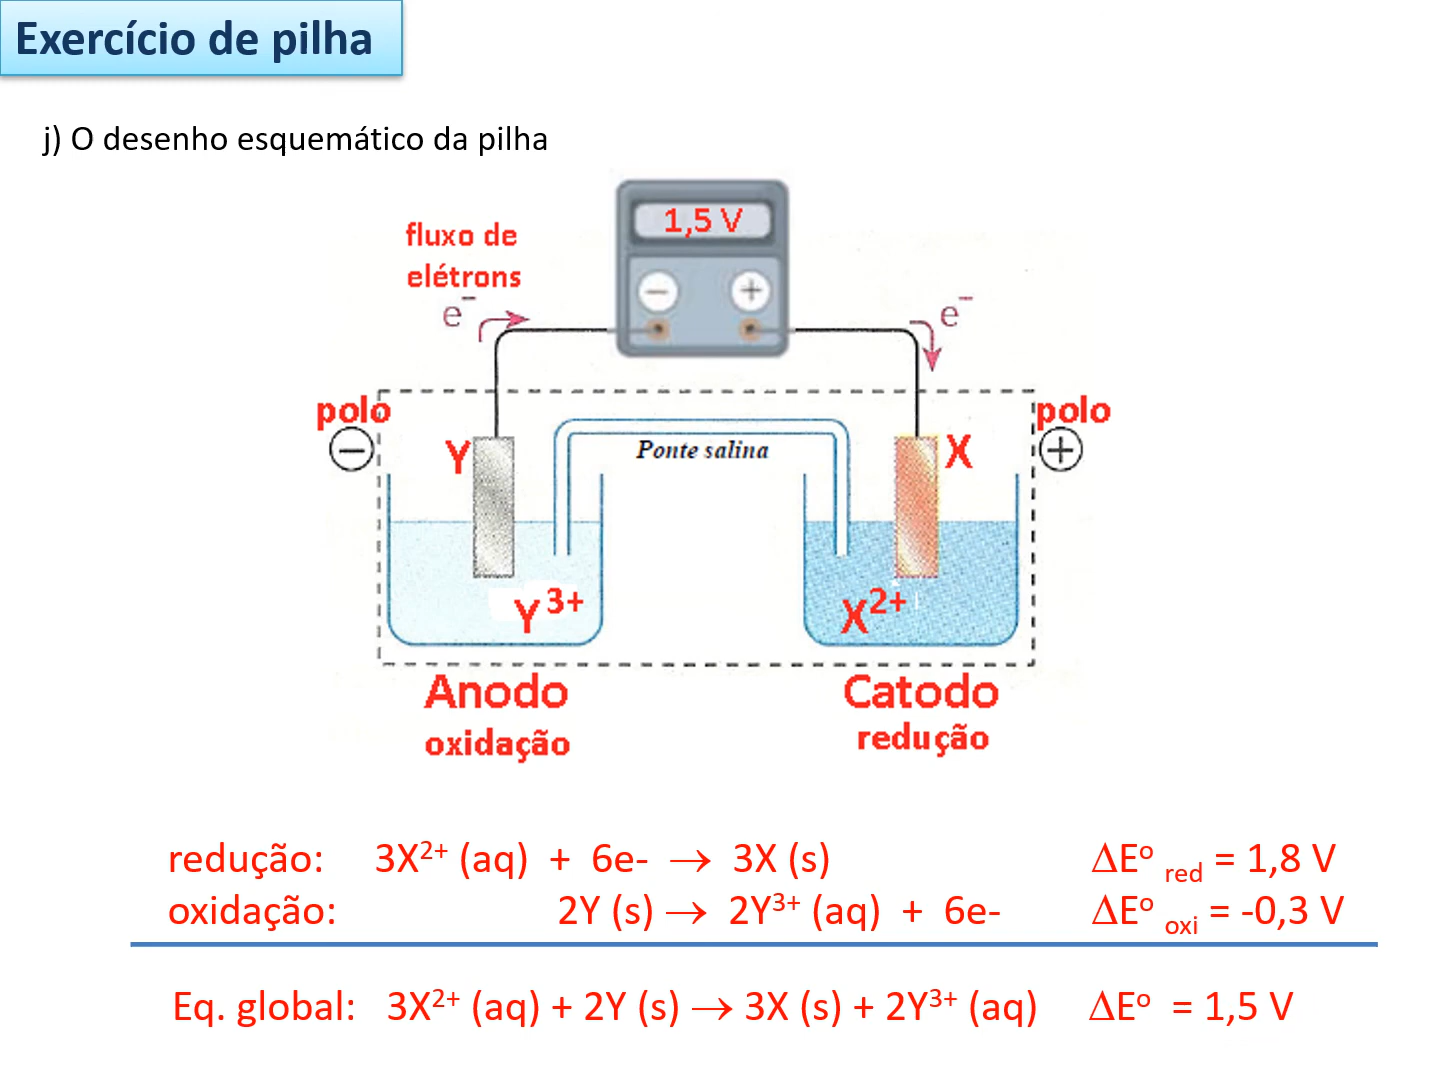 Exercício de pilha
j) O desenho esquemático da pilha
1,5 V
fluxo de
elétrons
− +
e⁻ e⁻
polo polo
− +
Y Ponte salina X
Y³⁺ X²⁺
Anodo Catodo
oxidação redução
redução: 3X²⁺ (aq) + 6e- → 3X (s) ΔEº red = 1,8 V
oxidação: 2Y (s) → 2Y³⁺ (aq) + 6e- ΔEº oxi = -0,3 V
Eq. global: 3X²⁺ (aq) + 2Y (s) → 3X (s) + 2Y³⁺ (aq) ΔEº = 1,5 V